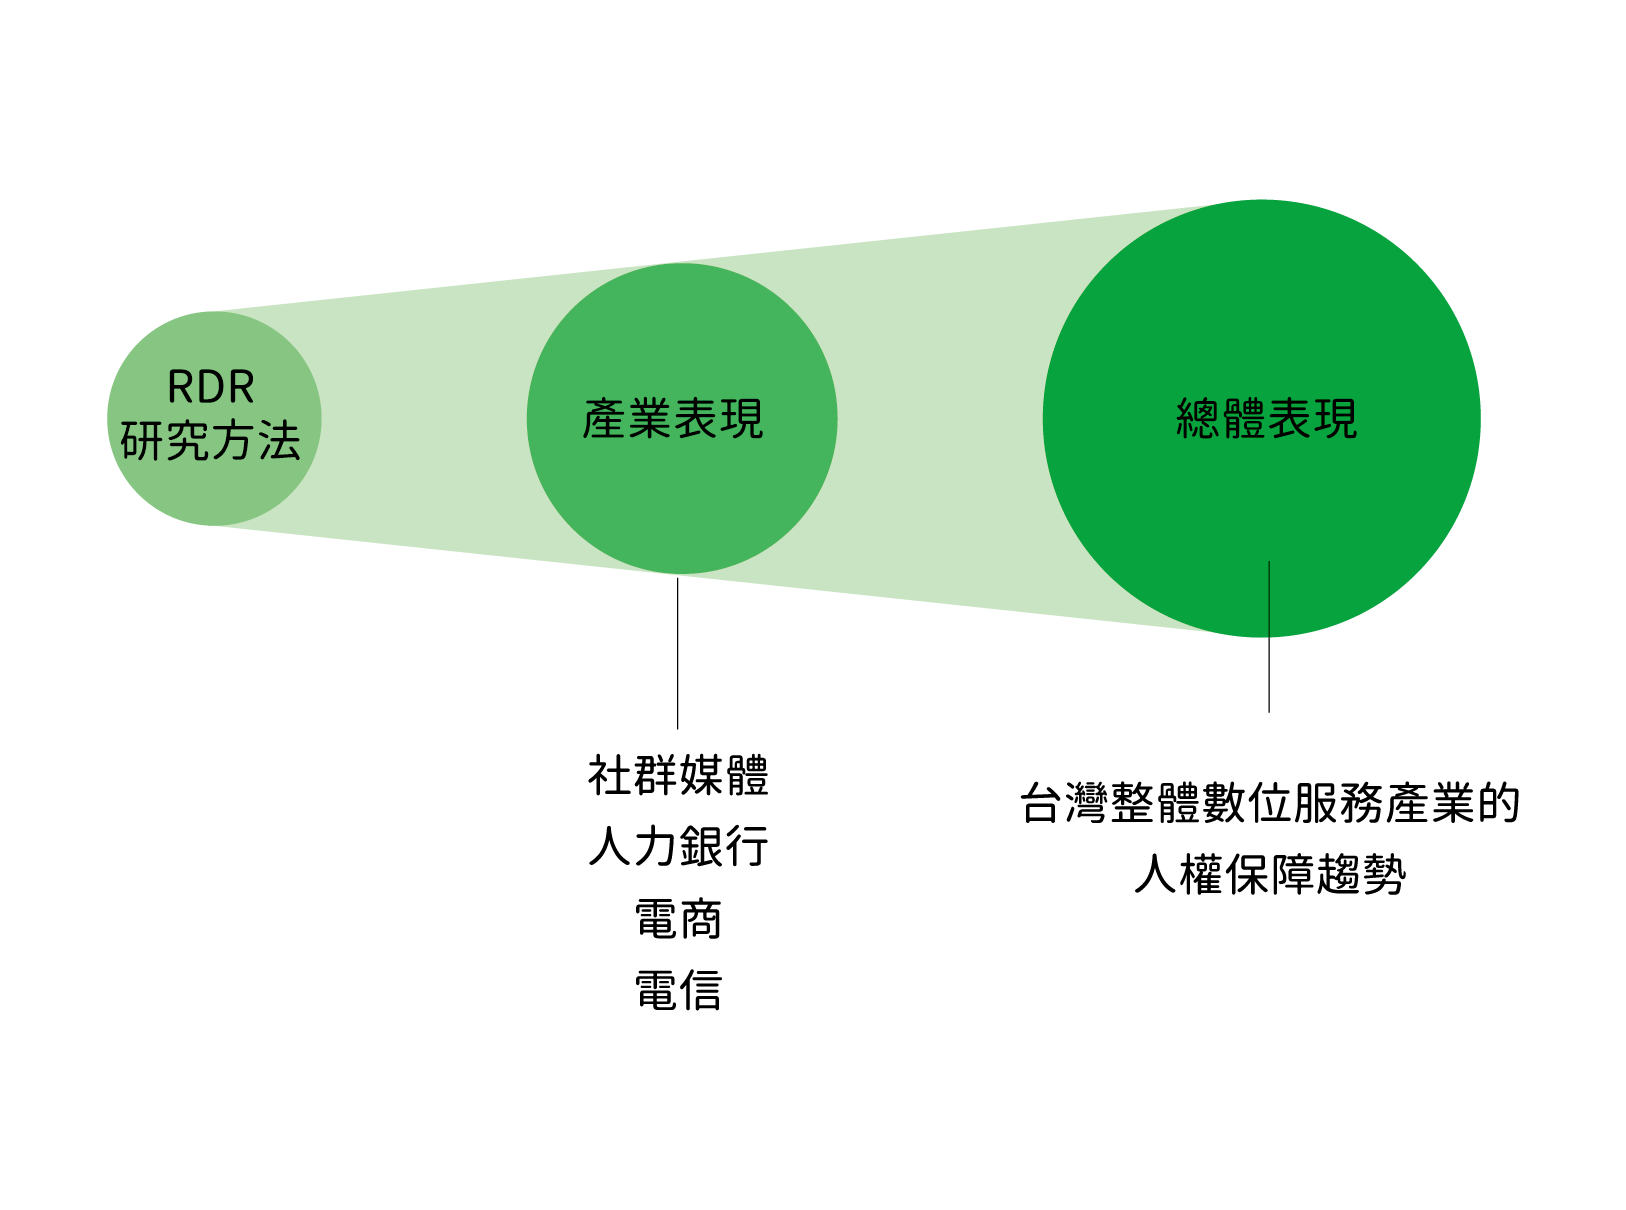 RDR
研究方法
產業表現
總體表現
社群媒體
人力銀行
電商
電信
台灣整體數位服務產業的
人權保障趨勢